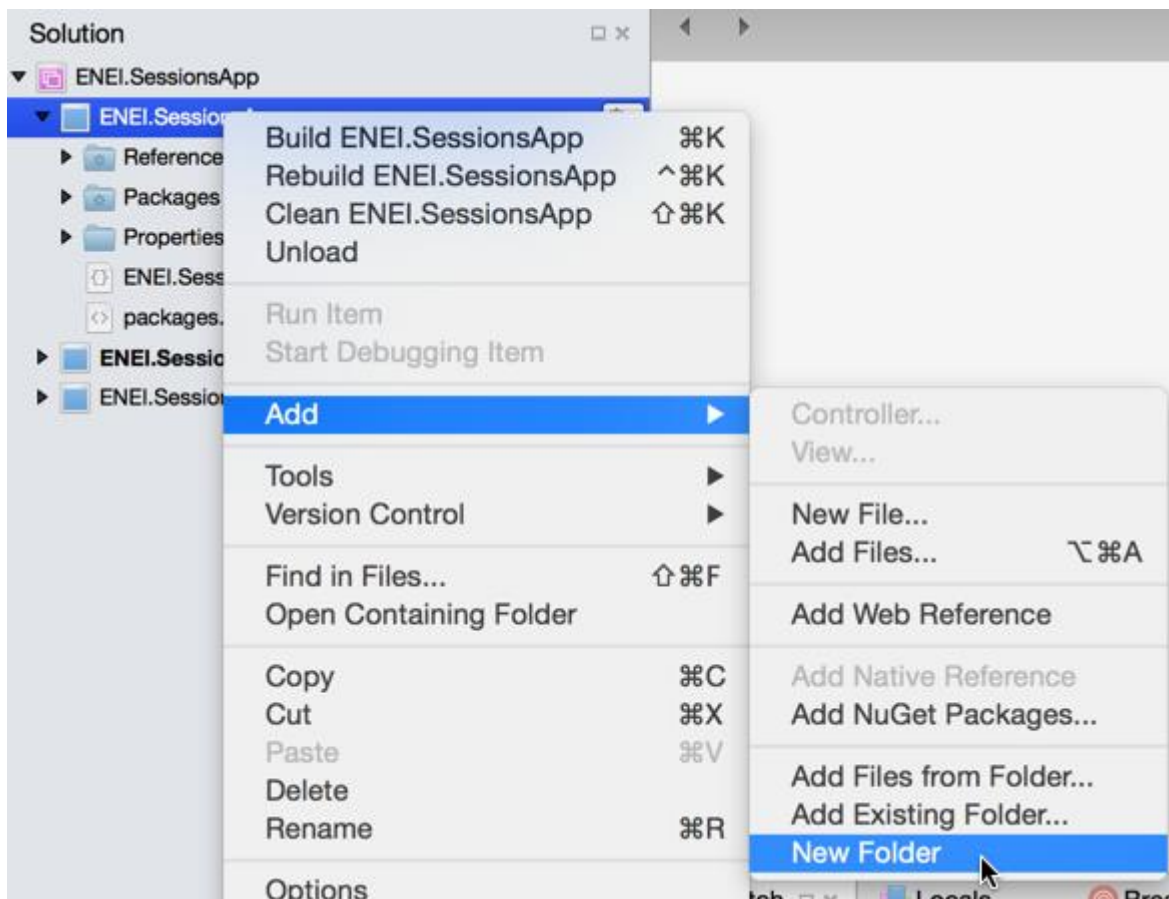 Solution
ENEI.SessionsApp
ENEI.Session
Reference
Packages
Properties
ENEI.Sess
packages.
ENEI.Sessio
ENEI.Session
Build ENEI.SessionsApp ⌘K
Rebuild ENEI.SessionsApp ^⌘K
Clean ENEI.SessionsApp ⇧⌘K
Unload
Run Item
Start Debugging Item
Add
Tools
Version Control
Find in Files... ⇧⌘F
Open Containing Folder
Copy ⌘C
Cut ⌘X
Paste ⌘V
Delete
Rename ⌘R
Options
Controller...
View...
New File...
Add Files... ⌥⌘A
Add Web Reference
Add Native Reference
Add NuGet Packages...
Add Files from Folder...
Add Existing Folder...
New Folder
Locals